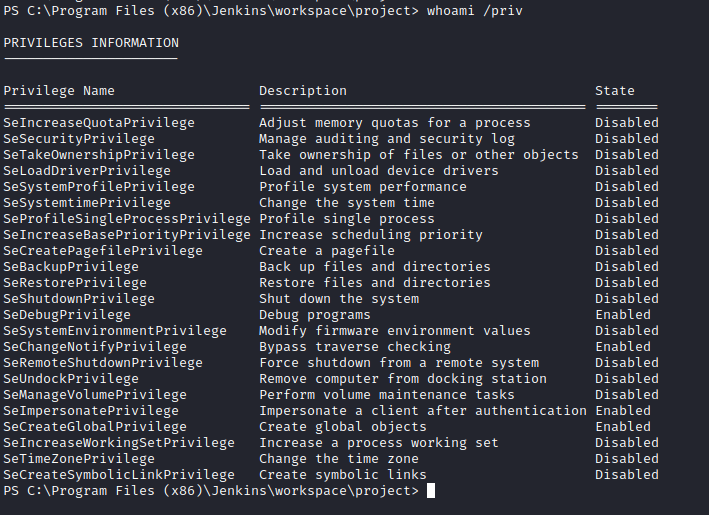 PS C:\Program Files (x86)\Jenkins\workspace\project> whoami /priv
PRIVILEGES INFORMATION
Privilege Name Description State
SeIncreaseQuotaPrivilege Adjust memory quotas for a process Disabled
SeSecurityPrivilege Manage auditing and security log Disabled
SeTakeOwnershipPrivilege Take ownership of files or other objects Disabled
SeLoadDriverPrivilege Load and unload device drivers Disabled
SeSystemProfilePrivilege Profile system performance Disabled
SeSystemtimePrivilege Change the system time Disabled
SeProfileSingleProcessPrivilege Profile single process Disabled
SeIncreaseBasePriorityPrivilege Increase scheduling priority Disabled
SeCreatePagefilePrivilege Create a pagefile Disabled
SeBackupPrivilege Back up files and directories Disabled
SeRestorePrivilege Restore files and directories Disabled
SeShutdownPrivilege Shut down the system Disabled
SeDebugPrivilege Debug programs Enabled
SeSystemEnvironmentPrivilege Modify firmware environment values Disabled
SeChangeNotifyPrivilege Bypass traverse checking Enabled
SeRemoteShutdownPrivilege Force shutdown from a remote system Disabled
SeUndockPrivilege Remove computer from docking station Disabled
SeManageVolumePrivilege Perform volume maintenance tasks Disabled
SeImpersonatePrivilege Impersonate a client after authentication Enabled
SeCreateGlobalPrivilege Create global objects Enabled
SeIncreaseWorkingSetPrivilege Increase a process working set Disabled
SeTimeZonePrivilege Change the time zone Disabled
SeCreateSymbolicLinkPrivilege Create symbolic links Disabled
PS C:\Program Files (x86)\Jenkins\workspace\project>